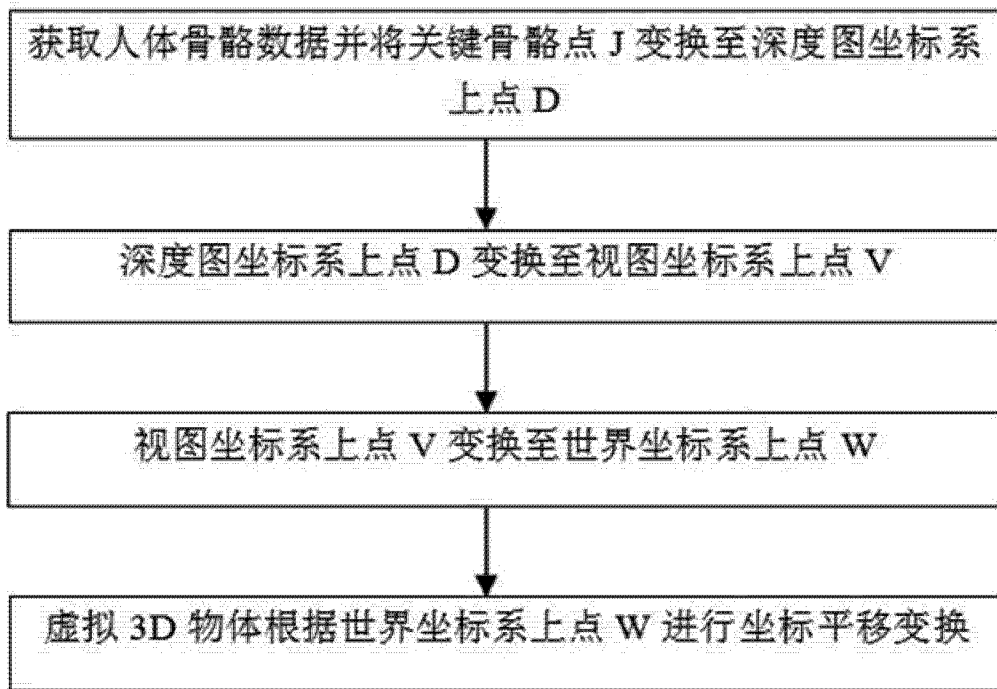 获取人体骨骼数据并将关键骨骼点 J 变换至深度图坐标系
上点 D
深度图坐标系上点 D 变换至视图坐标系上点 V
视图坐标系上点 V 变换至世界坐标系上点 W
虚拟 3D 物体根据世界坐标系上点 W 进行坐标平移变换